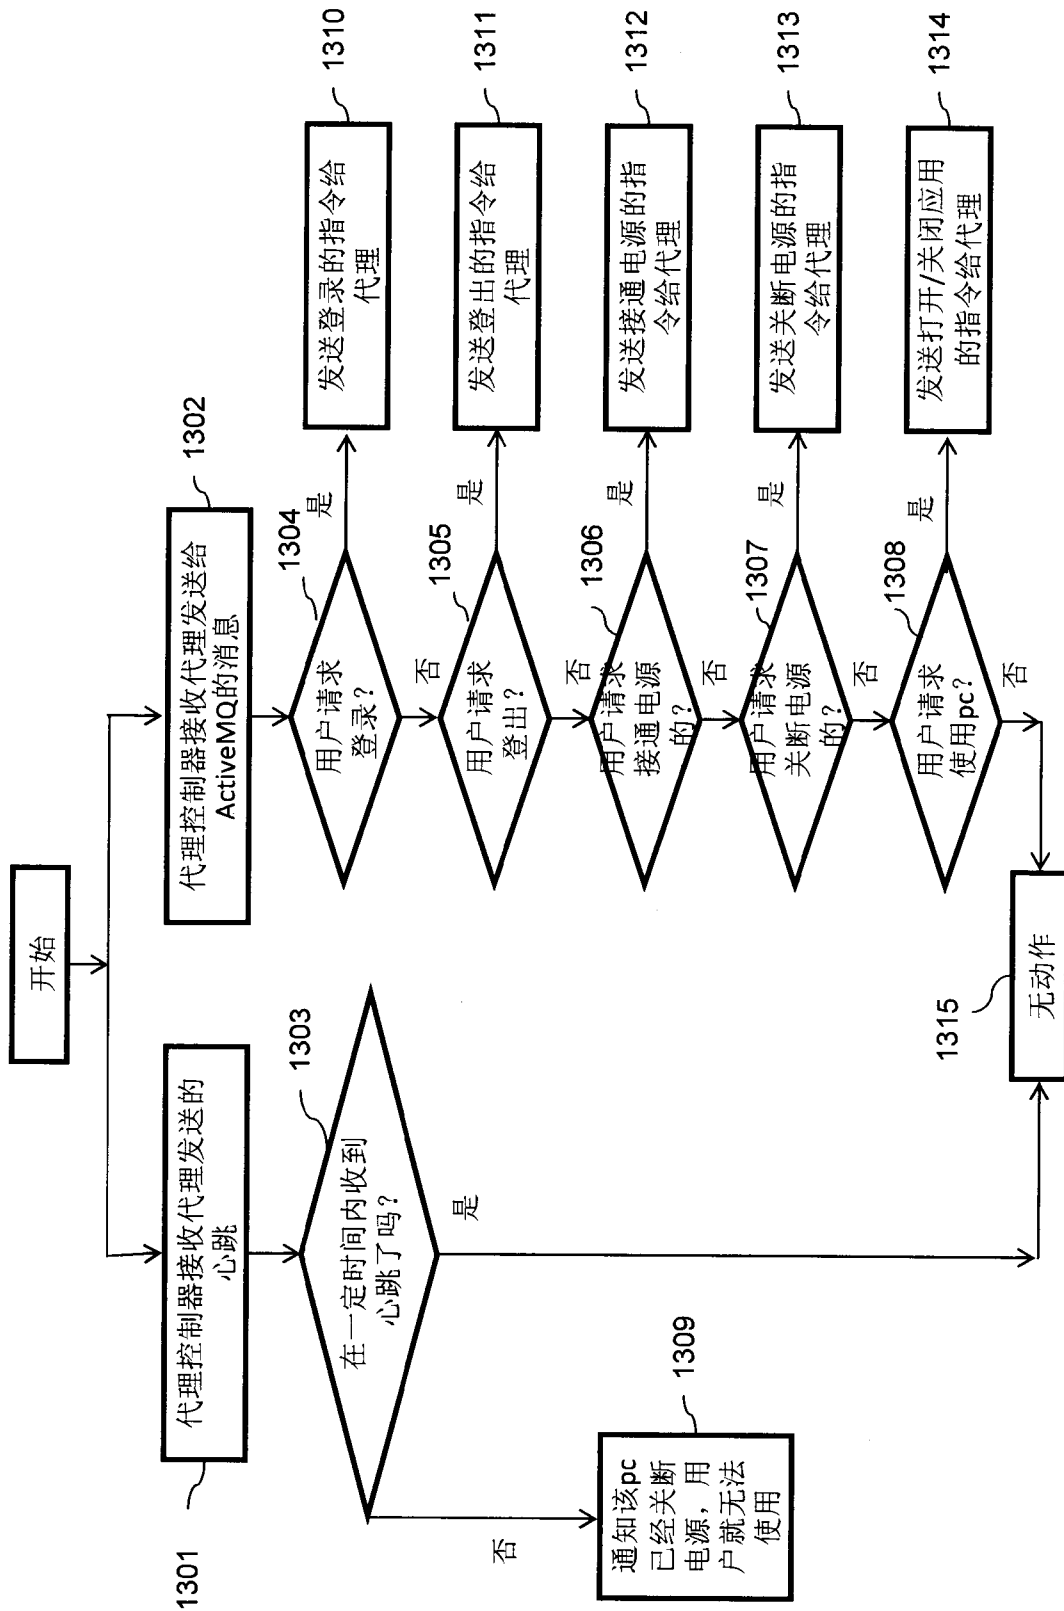 开始
代理控制器接收代理发送的
心跳
1301
代理控制器接收代理发送给
ActiveMQ的消息
1302
在一定时间内收到
心跳了吗?
1303
否
是
通知该pc
已经关断
电源，用
户就无法
使用
1309
用户请求
登录?
1304
是
发送登录的指令给
代理
1310
否
用户请求
登出?
1305
是
发送登出的指令给
代理
1311
否
用户请求
接通电源
的?
1306
是
发送接通电源的指
令给代理
1312
否
用户请求
关断电源
的?
1307
是
发送关断电源的指
令给代理
1313
否
用户请求
使用pc?
1308
是
发送打开/关闭应用
的指令给代理
1314
否
无动作
1315